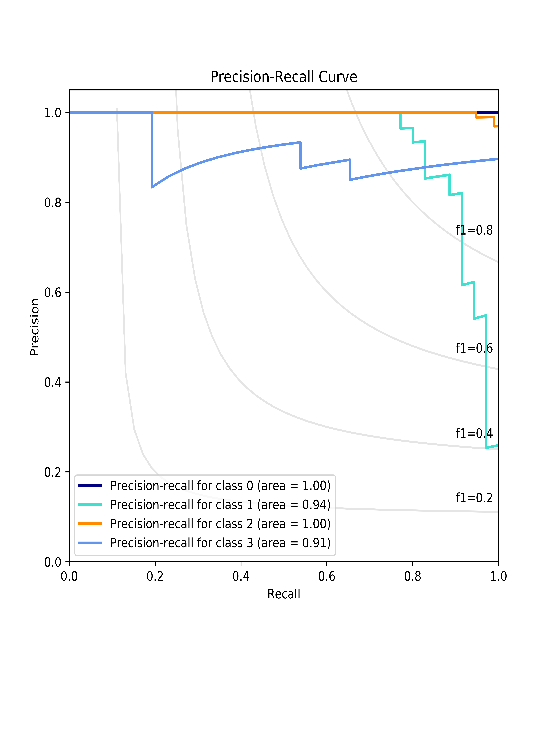 Precision-Recall Curve
1.0
0.8
0.6
0.4
0.2
0.0
Precision
f1=0.8
f1=0.6
f1=0.4
f1=0.2
Precision-recall for class 0 (area = 1.00)
Precision-recall for class 1 (area = 0.94)
Precision-recall for class 2 (area = 1.00)
Precision-recall for class 3 (area = 0.91)
0.0 0.2 0.4 0.6 0.8 1.0
Recall